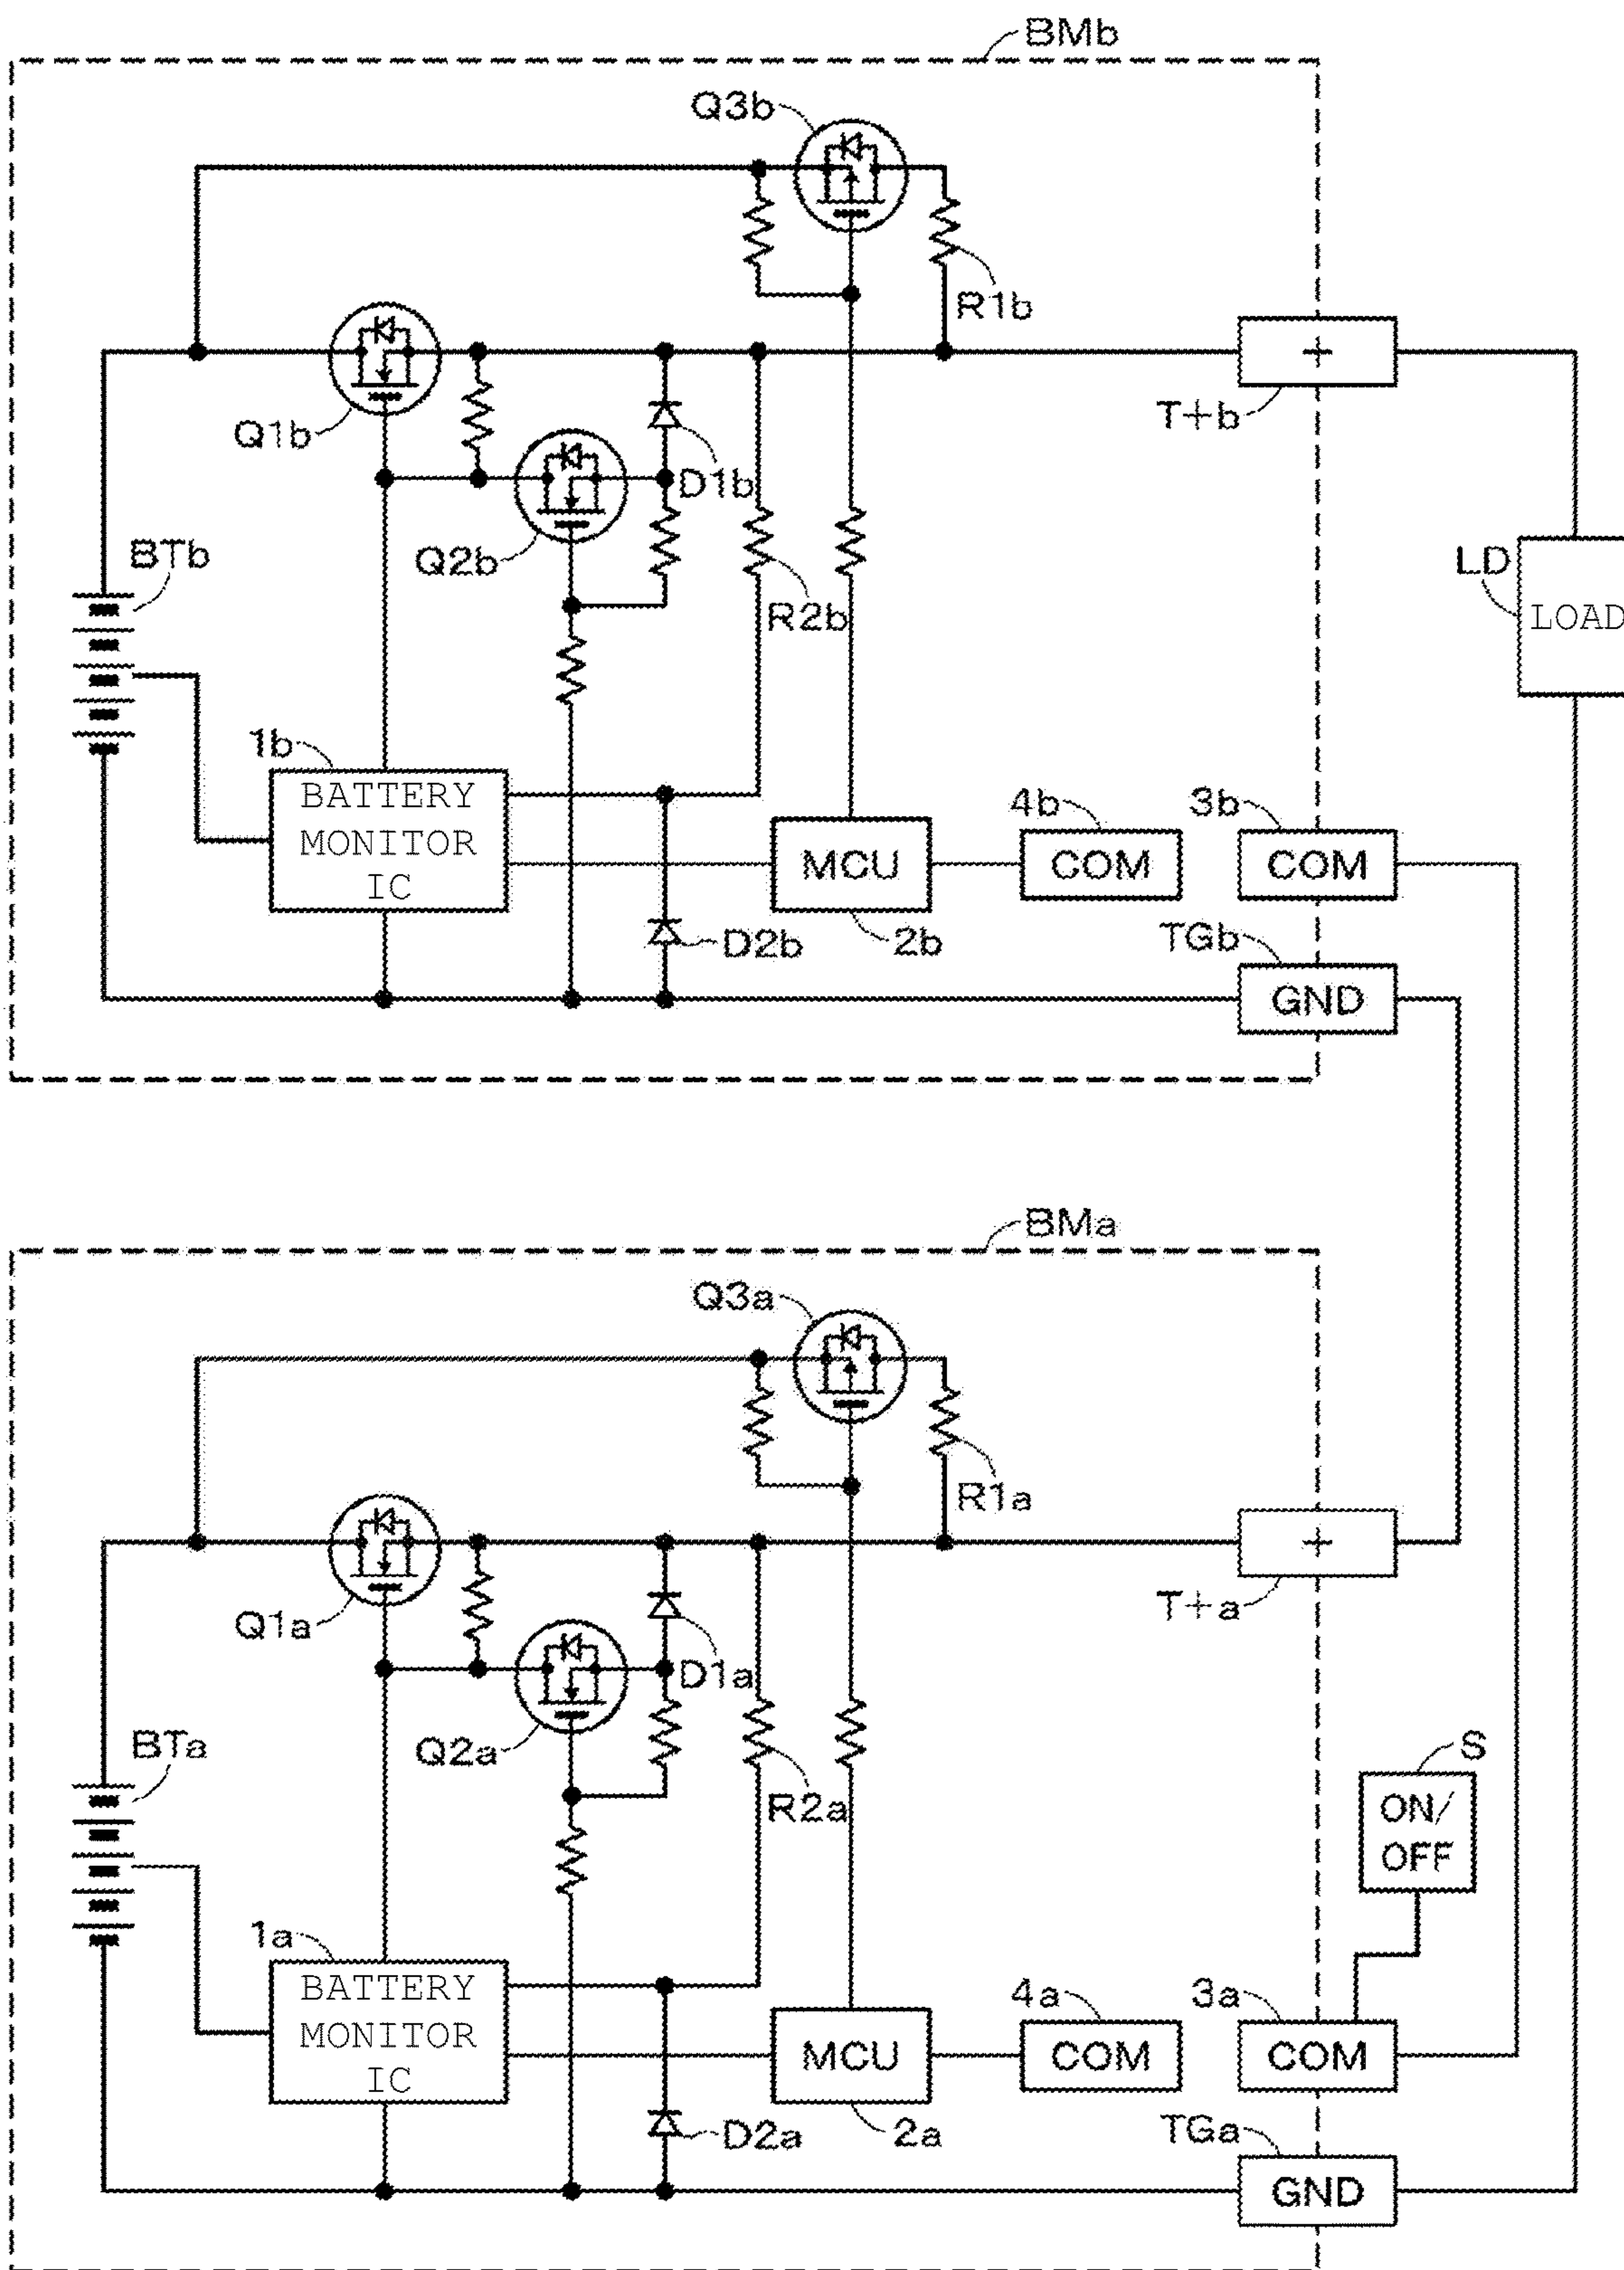 BMb
Q3b
R1b
+
Q1b
T+b
D1b
Q2b
BTb
LD
LOAD
R2b
1b
BATTERY
MONITOR
IC
4b
3b
MCU
COM
COM
D2b
2b
TGb
GND
BMa
Q3a
R1a
+
Q1a
T+a
D1a
Q2a
BTa
S
ON/
OFF
R2a
1a
BATTERY
MONITOR
IC
4a
3a
MCU
COM
COM
D2a
2a
TGa
GND